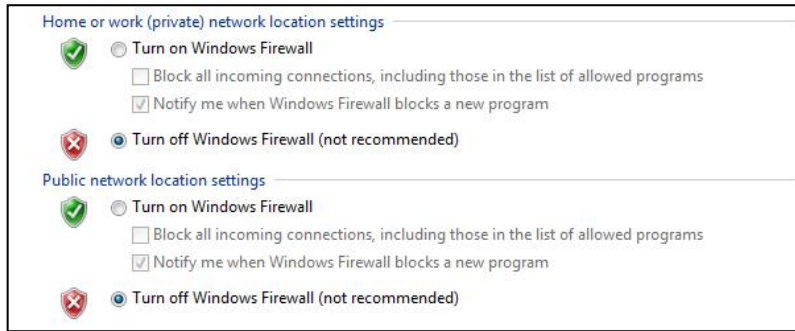 Home or work (private) network location settings
Turn on Windows Firewall
Block all incoming connections, including those in the list of allowed programs
Notify me when Windows Firewall blocks a new program
Turn off Windows Firewall (not recommended)
Public network location settings
Turn on Windows Firewall
Block all incoming connections, including those in the list of allowed programs
Notify me when Windows Firewall blocks a new program
Turn off Windows Firewall (not recommended)